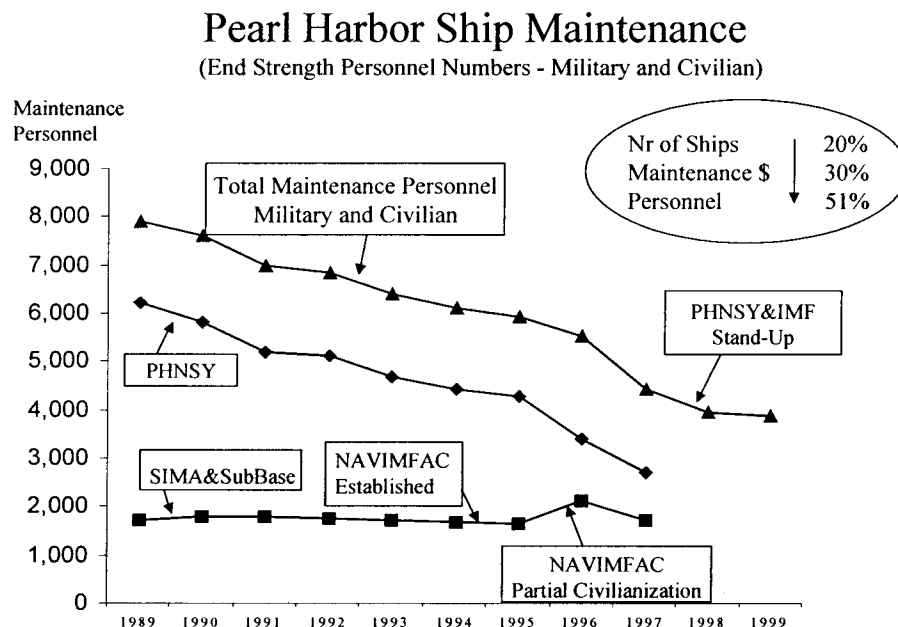 Pearl Harbor Ship Maintenance
(End Strength Personnel Numbers - Military and Civilian)
Maintenance
Personnel
Nr of Ships 20%
Maintenance $ 30%
Personnel 51%
9,000
8,000
7,000
6,000
5,000
4,000
3,000
2,000
1,000
0
Total Maintenance Personnel
Military and Civilian
PHNSY&IMF
Stand-Up
PHNSY
SIMA&SubBase
NAVIMFAC
Established
NAVIMFAC
Partial Civilianization
1989 1990 1991 1992 1993 1994 1995 1996 1997 1998 1999